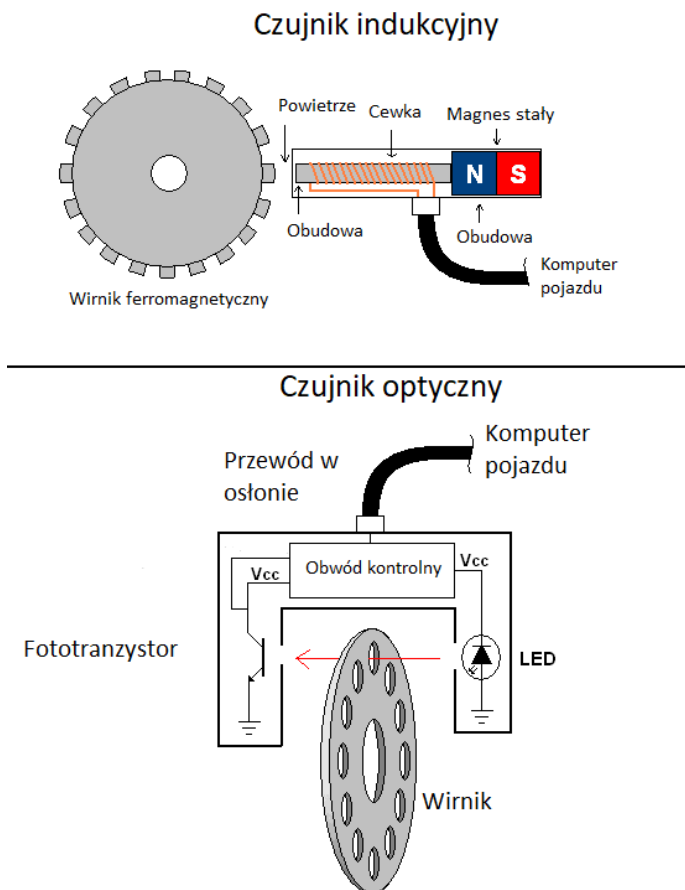 Czujnik indukcyjny
Powietrze
Cewka
Magnes stały
N S
Obudowa
Obudowa
Komputer
pojazdu
Wirnik ferromagnetyczny
Czujnik optyczny
Przewód w
osłonie
Komputer
pojazdu
Obwód kontrolny
Vcc
Vcc
Fototranzystor
LED
Wirnik